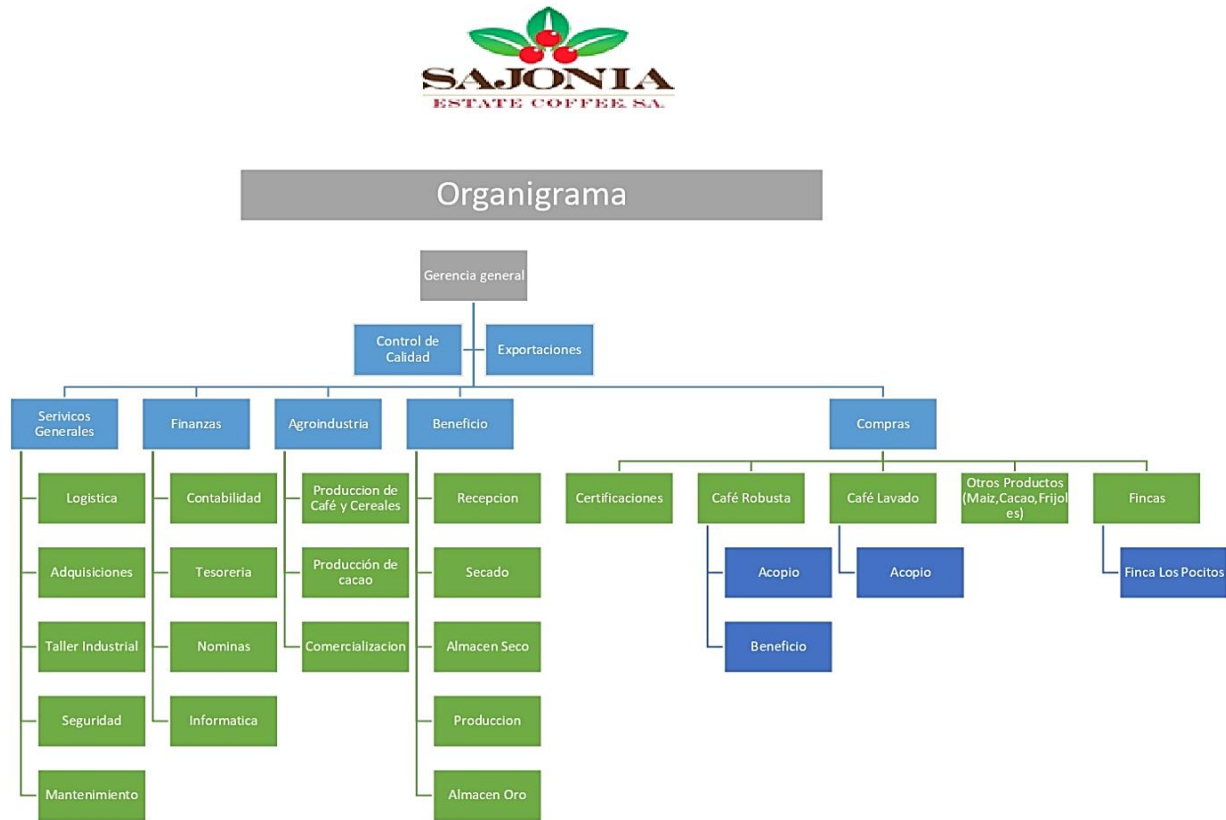 SAJONIA
ESTATE COFFEE. S.A.
Organigrama
Gerencia general
Control de
Calidad
Exportaciones
Serivicos
Generales
Finanzas
Agroindustria
Beneficio
Compras
Logistica
Contabilidad
Produccion de
Café y Cereales
Recepcion
Certificaciones
Café Robusta
Café Lavado
Otros Productos
(Maiz,Cacao,Frijol
es)
Fincas
Adquisiciones
Tesoreria
Producción de
cacao
Secado
Acopio
Acopio
Finca Los Pocitos
Taller Industrial
Nominas
Comercializacion
Almacen Seco
Beneficio
Seguridad
Informatica
Produccion
Mantenimiento
Almacen Oro